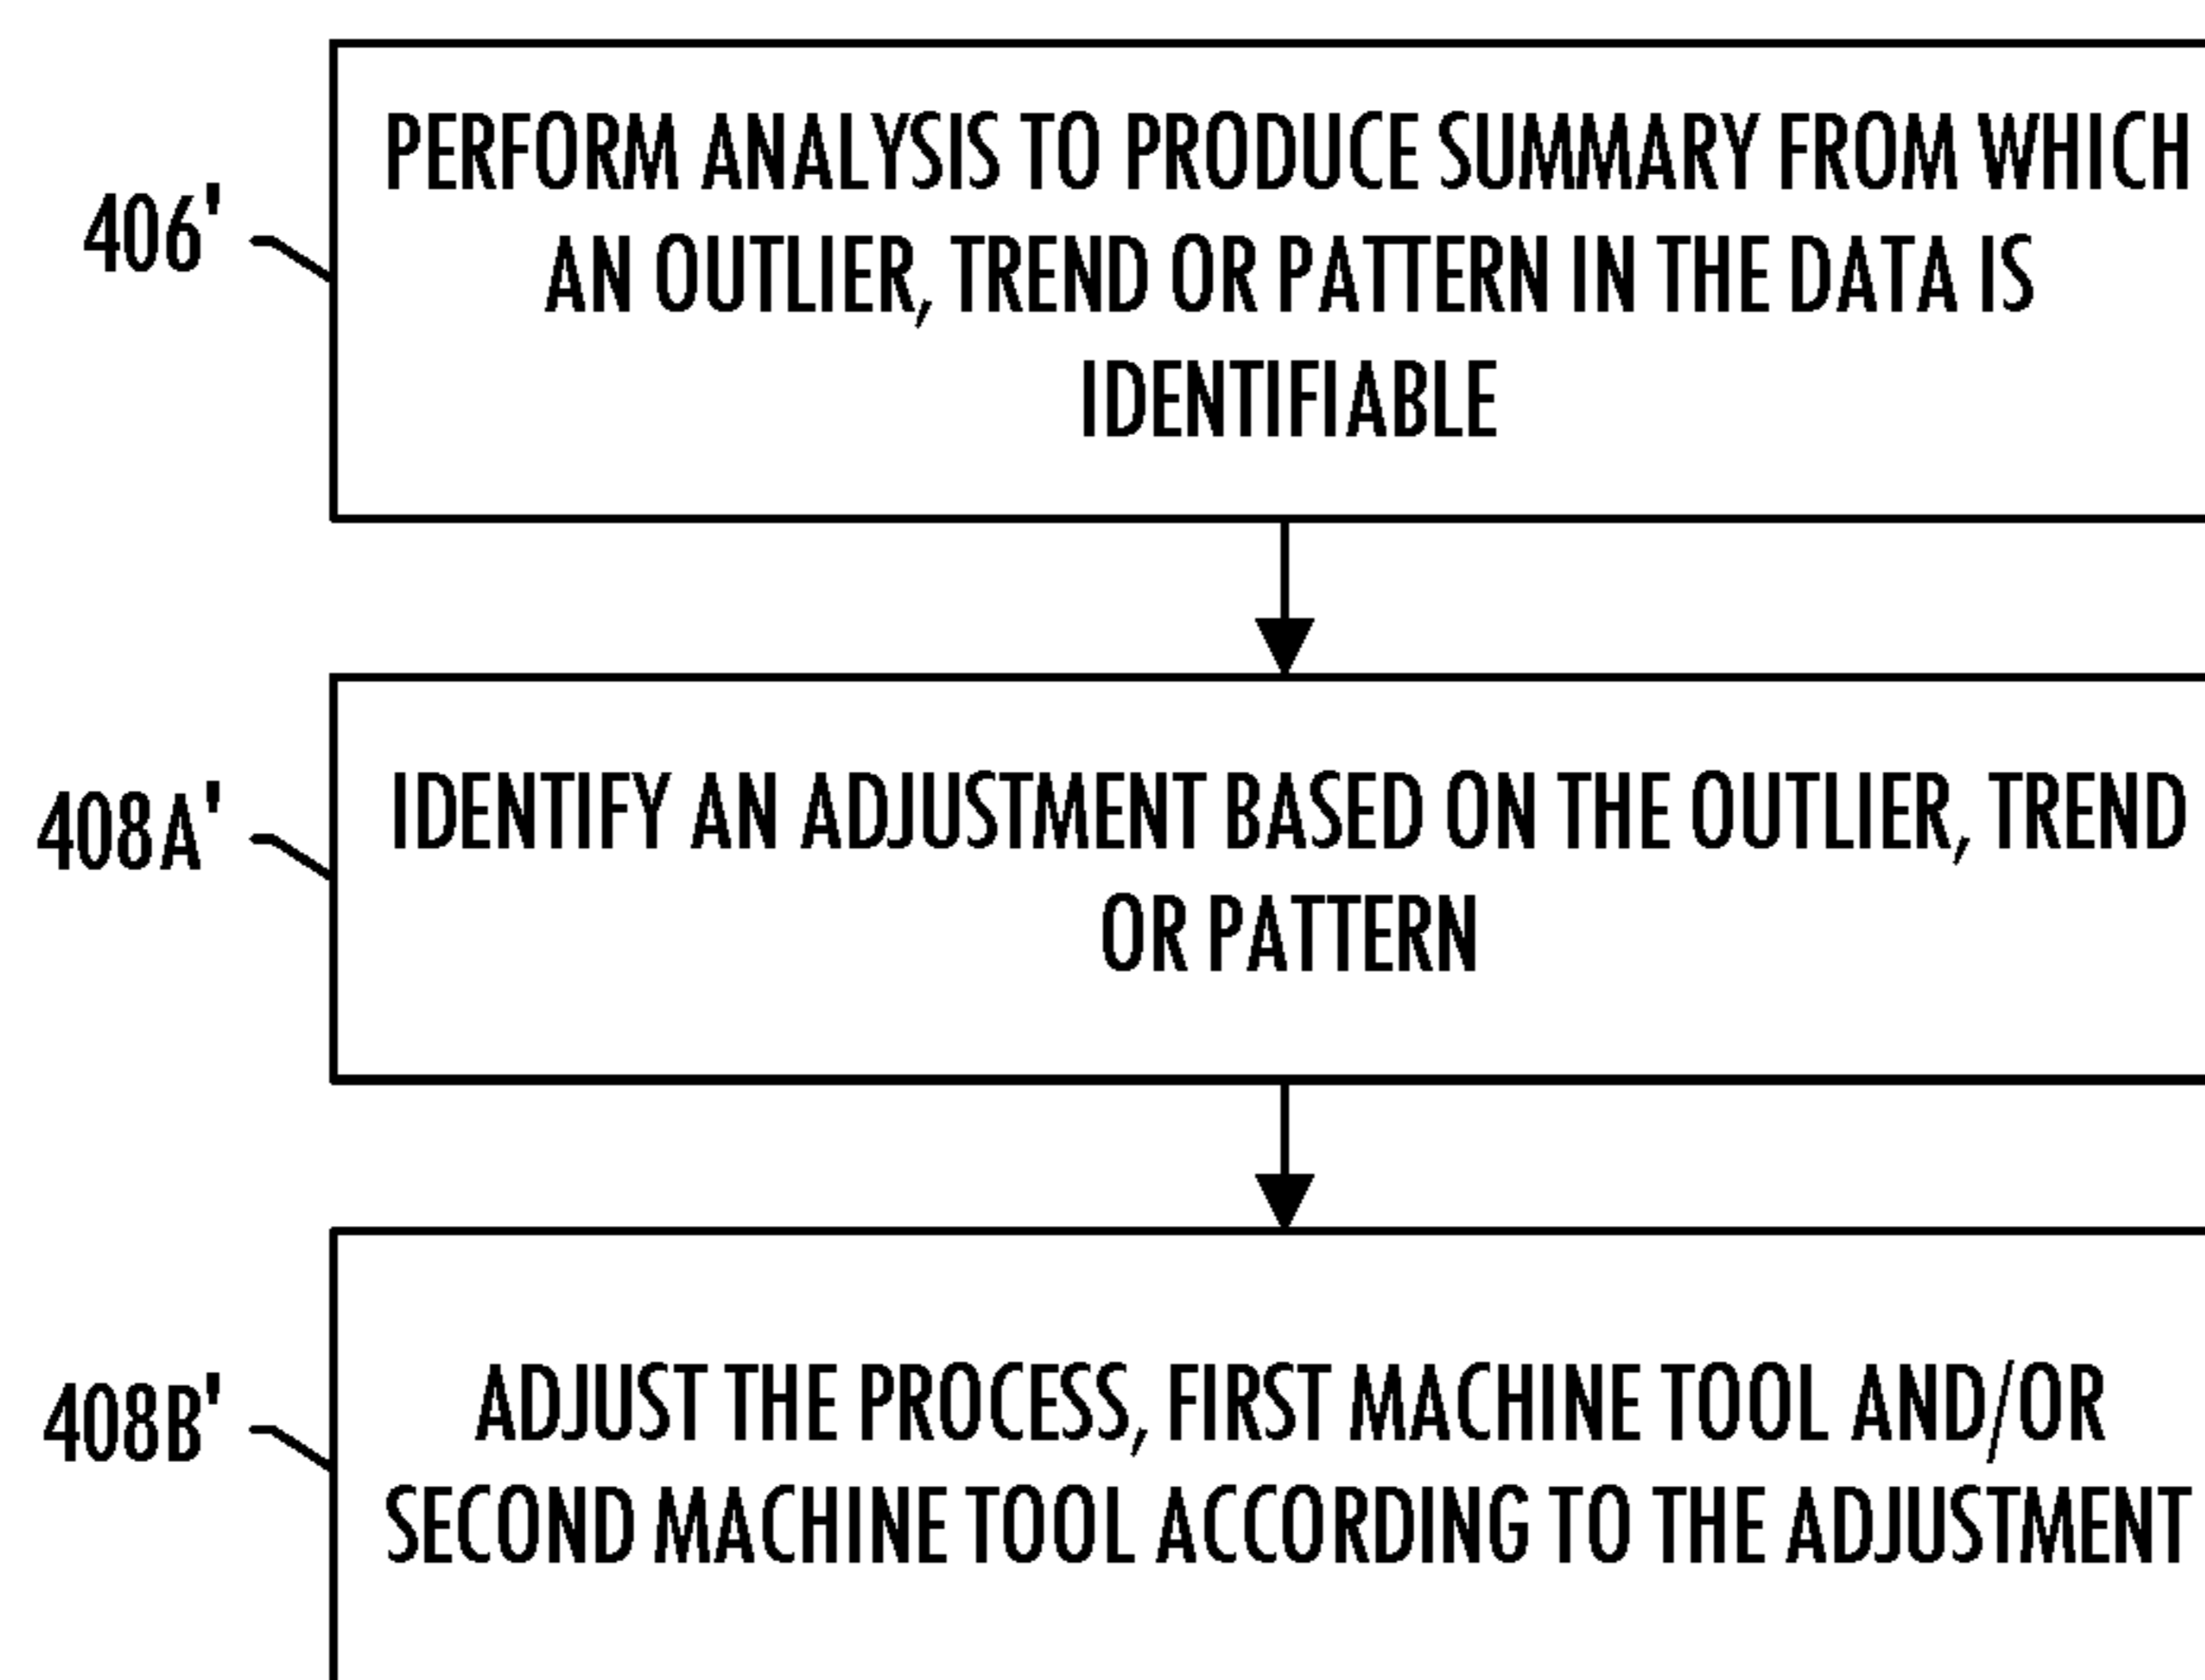 406'
PERFORM ANALYSIS TO PRODUCE SUMMARY FROM WHICH
AN OUTLIER, TREND OR PATTERN IN THE DATA IS
IDENTIFIABLE
408A'
IDENTIFY AN ADJUSTMENT BASED ON THE OUTLIER, TREND
OR PATTERN
408B'
ADJUST THE PROCESS, FIRST MACHINE TOOL AND/OR
SECOND MACHINE TOOL ACCORDING TO THE ADJUSTMENT